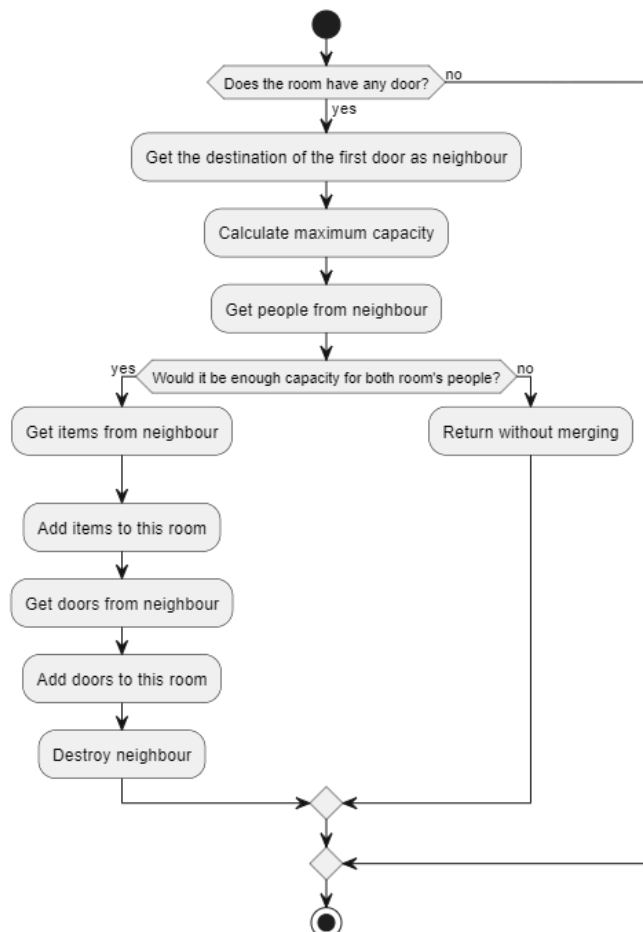 Does the room have any door?
no
yes
Get the destination of the first door as neighbour
Calculate maximum capacity
Get people from neighbour
yes
Would it be enough capacity for both room's people?
no
Get items from neighbour
Return without merging
Add items to this room
Get doors from neighbour
Add doors to this room
Destroy neighbour